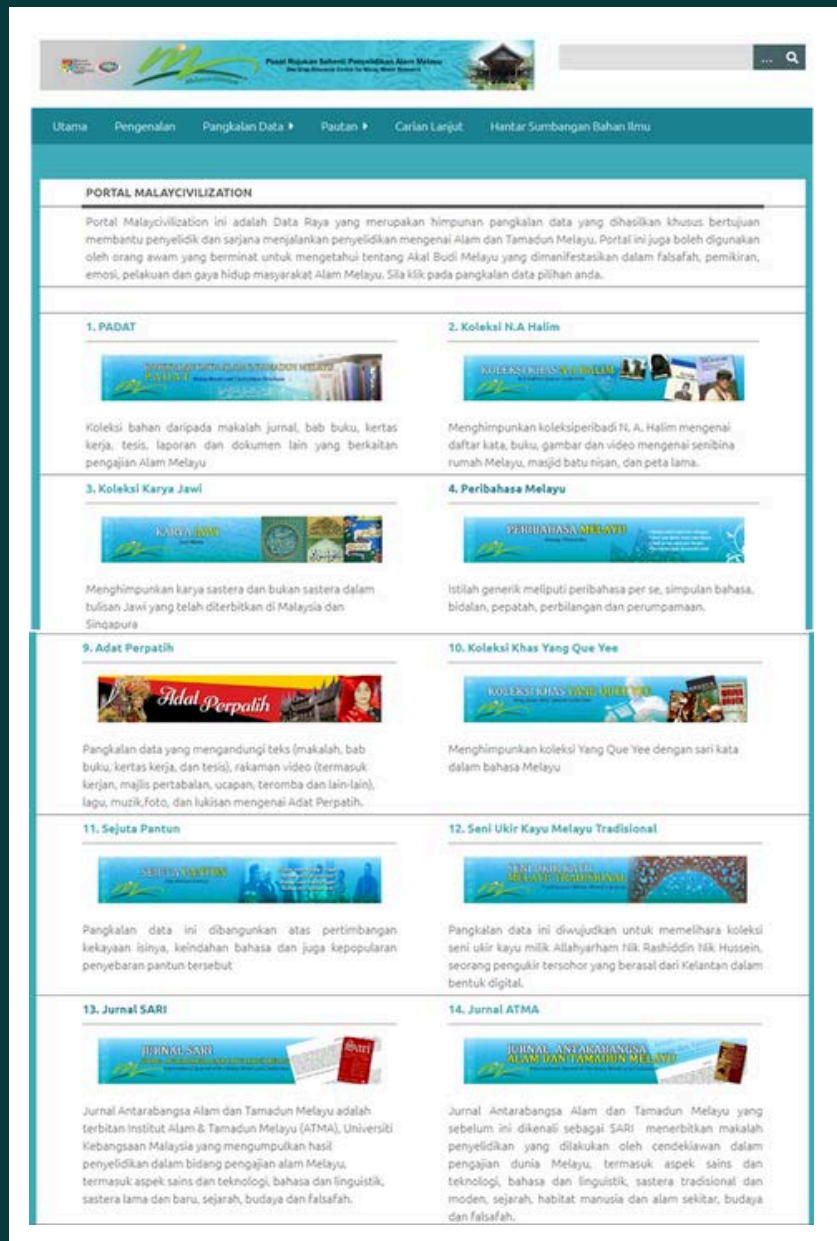 Pusat Rujukan Sahenti Penyelidikan Alam Melayu
...
Utama Pengenalan Pangkalan Data Pautan Carian Lanjut Hantar Sumbangan Bahan Ilmu
PORTAL MALAYCIVILIZATION
Portal Malaycivilization ini adalah Data Raya yang merupakan himpunan pangkalan data yang dihasilkan khusus bertujuan
membantu penyelidik dan sarjana menjalankan penyelidikan mengenai Alam dan Tamadun Melayu. Portal ini juga boleh digunakan
oleh orang awam yang berminat untuk mengetahui tentang Akal Budi Melayu yang dimanifestasikan dalam falsafah, pemikiran,
emosi, pelakuan dan gaya hidup masyarakat Alam Melayu. Sila klik pada pangkalan data pilihan anda.
1. PADAT
PANGKALAN DATA ALAM & TAMADUN MELAYU
PADAT
Koleksi bahan daripada makalah jurnal, bab buku, kertas
kerja, tesis, laporan dan dokumen lain yang berkaitan
pengajian Alam Melayu
2. Koleksi N.A Halim
KOLEKSI KHAS N.A HALIM
Menghimpunkan koleksiperibadi N. A. Halim mengenai
daftar kata, buku, gambar dan video mengenai senibina
rumah Melayu, masjid batu nisan, dan peta lama.
3. Koleksi Karya Jawi
KARYA JAWI
Menghimpunkan karya sastera dan bukan sastera dalam
tulisan Jawi yang telah diterbitkan di Malaysia dan
Singapura
4. Peribahasa Melayu
PERIBAHASA MELAYU
Istilah generik meliputi peribahasa per se, simpulan bahasa,
bidalan, pepatah, perbilangan dan perumpamaan.
9. Adat Perpatih
Adat Perpatih
Pangkalan data yang mengandungi teks (makalah, bab
buku, kertas kerja, dan tesis), rakaman video (termasuk
kerjan, majlis pertabalan, ucapan, teromba dan lain-lain),
lagu, muzik,foto, dan lukisan mengenai Adat Perpatih.
10. Koleksi Khas Yang Que Yee
KOLEKSI KHAS YANG QUEE YEE
Menghimpunkan koleksi Yang Que Yee dengan sari kata
dalam bahasa Melayu
11. Sejuta Pantun
SEJUTA PANTUN
Pangkalan data ini dibangunkan atas pertimbangan
kekayaan isinya, keindahan bahasa dan juga kepopularan
penyebaran pantun tersebut
12. Seni Ukir Kayu Melayu Tradisional
SENI UKIR KAYU
MELAYU TRADISIONAL
Pangkalan data ini diwujudkan untuk memelihara koleksi
seni ukir kayu milik Allahyarham Nik Rashiddin Nik Hussein,
seorang pengukir tersohor yang berasal dari Kelantan dalam
bentuk digital.
13. Jurnal SARI
JURNAL SARI
Sari
Jurnal Antarabangsa Alam dan Tamadun Melayu adalah
terbitan Institut Alam & Tamadun Melayu (ATMA), Universiti
Kebangsaan Malaysia yang mengumpulkan hasil
penyelidikan dalam bidang pengajian alam Melayu,
termasuk aspek sains dan teknologi, bahasa dan linguistik,
sastera lama dan baru, sejarah, budaya dan falsafah.
14. Jurnal ATMA
JURNAL ANTARABANGSA
ALAM DAN TAMADUN MELAYU
Jurnal Antarabangsa Alam dan Tamadun Melayu yang
sebelum ini dikenali sebagai SARI menerbitkan makalah
penyelidikan yang dilakukan oleh cendekiawan dalam
pengajian dunia Melayu, termasuk aspek sains dan
teknologi, bahasa dan linguistik, sastera tradisional dan
moden, sejarah, habitat manusia dan alam sekitar, budaya
dan falsafah.